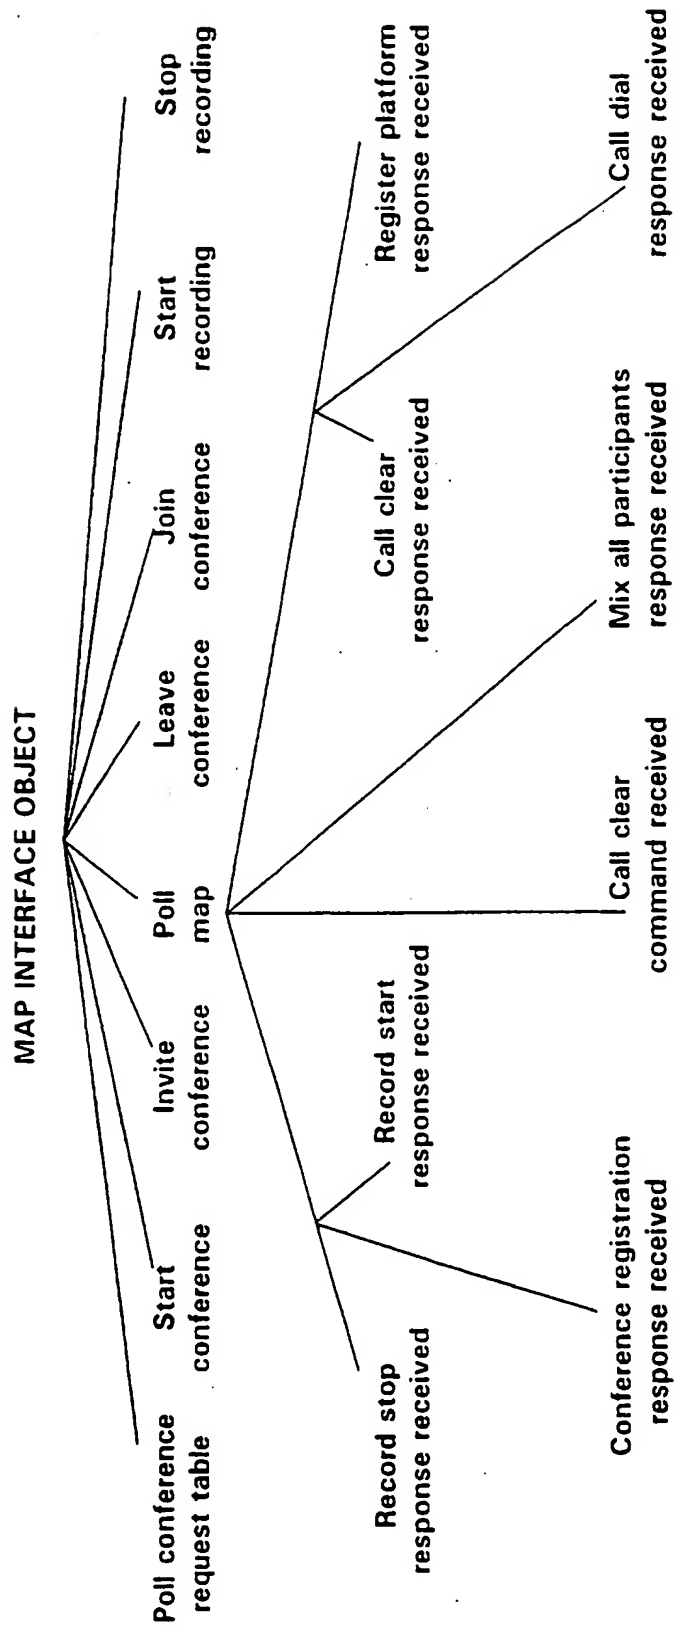 MAP INTERFACE OBJECT
Poll conference
request table
Start
conference
Invite
conference
Poll
map
Leave
conference
Join
conference
Start
recording
Stop
recording
Record stop
response received
Record start
response received
Call clear
response received
Register platform
response received
Conference registration
response received
Call clear
command received
Mix all participants
response received
Call dial
response received